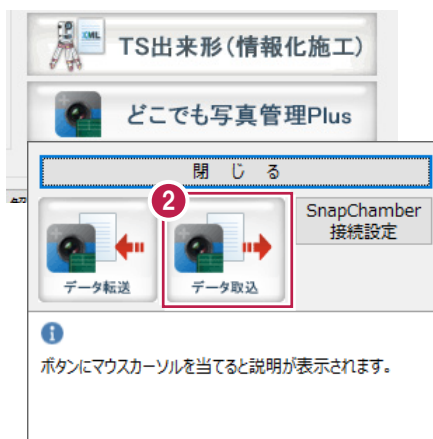 XML
TS出来形(情報化施工)
どこでも写真管理Plus
閉 じ る
2
データ転送
データ取込
SnapChamber
接続設定
ボタンにマウスカーソルを当てると説明が表示されます。